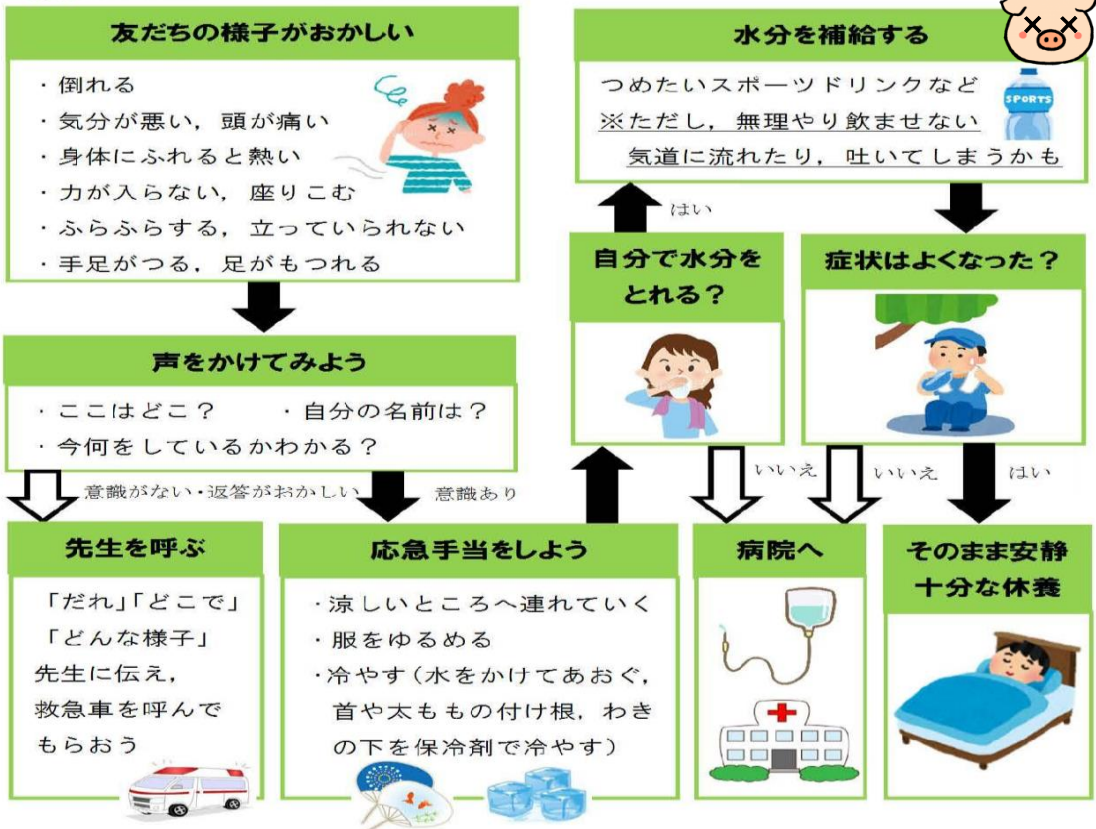 友だちの様子がおかしい
・倒れる
・気分が悪い，頭が痛い
・身体にふれると熱い
・力が入らない，座りこむ
・ふらふらする，立っていられない
・手足がつる，足がもつれる
声をかけてみよう
・ここはどこ？　・自分の名前は？
・今何をしているかわかる？
意識がない・返答がおかしい
意識あり
先生を呼ぶ
「だれ」「どこで」
「どんな様子」
先生に伝え，
救急車を呼んで
もらおう
応急手当をしよう
・涼しいところへ連れていく
・服をゆるめる
・冷やす（水をかけてあおぐ，
首や太ももの付け根，わき
の下を保冷剤で冷やす）
自分で水分を
とれる？
はい
いいえ
水分を補給する
つめたいスポーツドリンクなど
※ただし，無理やり飲ませない
気道に流れたり，吐いてしまうかも
SPORTS
症状はよくなった？
いいえ
はい
病院へ
そのまま安静
十分な休養